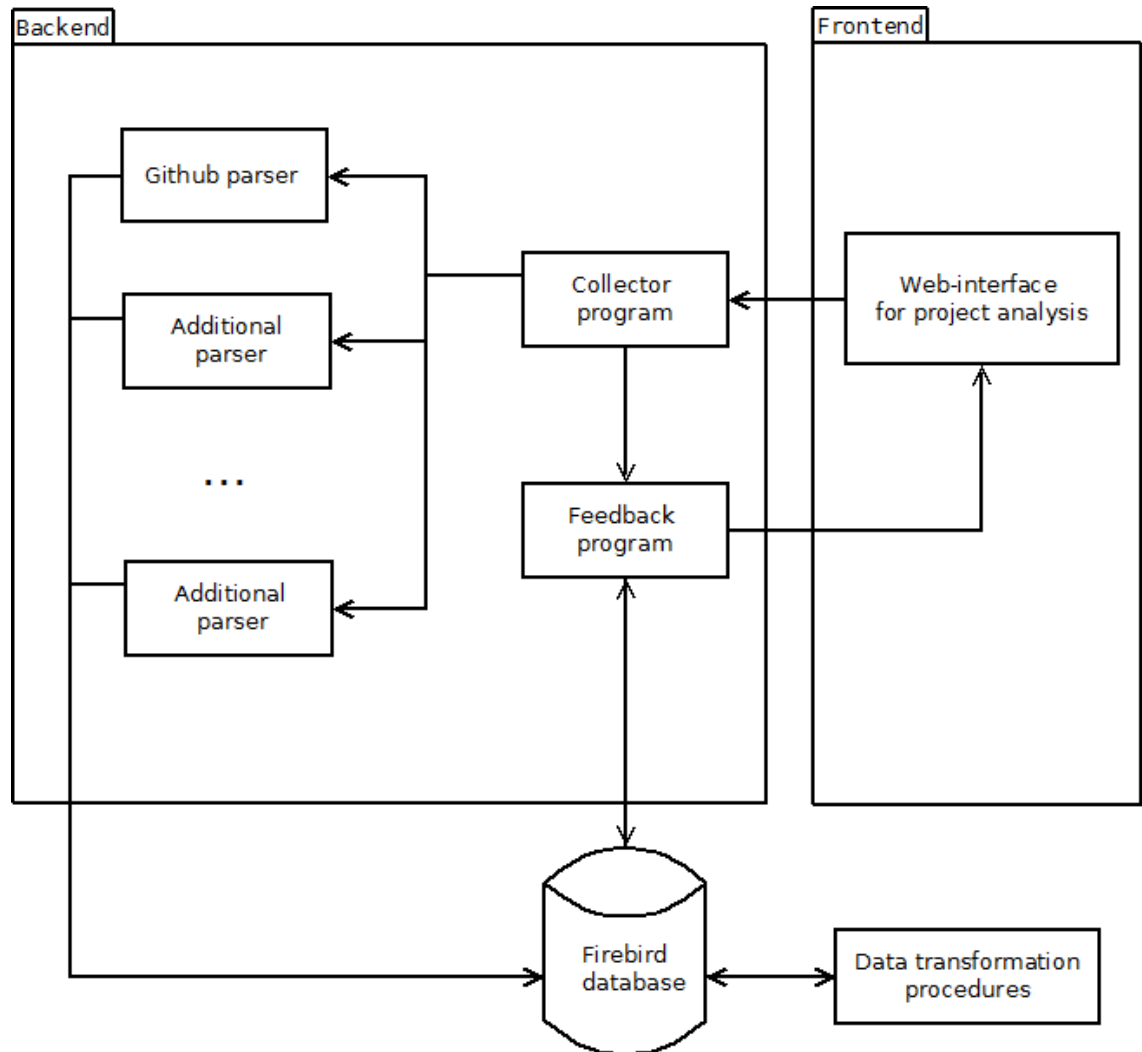 Backend
Frontend
Github parser
Collector
program
Web-interface
for project analysis
Additional
parser
...
Feedback
program
Additional
parser
Firebird
database
Data transformation
procedures